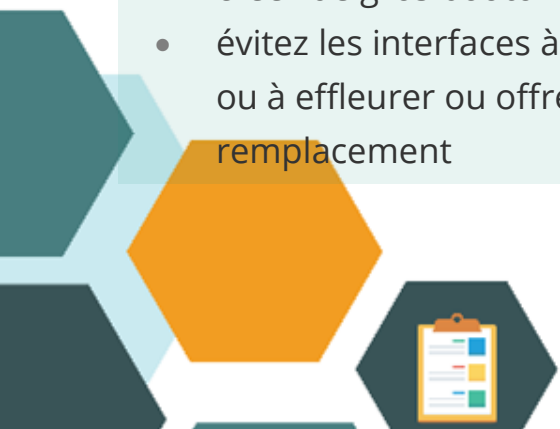 évitez les interfaces à
ou à effleurer ou offre
remplacement